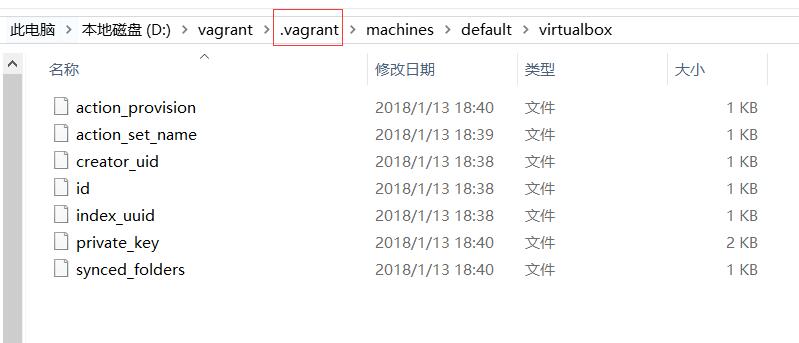 此电脑 > 本地磁盘 (D:) > vagrant > .vagrant > machines > default > virtualbox
名称 修改日期 类型 大小
action_provision 2018/1/13 18:40 文件 1 KB
action_set_name 2018/1/13 18:39 文件 1 KB
creator_uid 2018/1/13 18:38 文件 1 KB
id 2018/1/13 18:38 文件 1 KB
index_uuid 2018/1/13 18:38 文件 1 KB
private_key 2018/1/13 18:40 文件 2 KB
synced_folders 2018/1/13 18:40 文件 1 KB